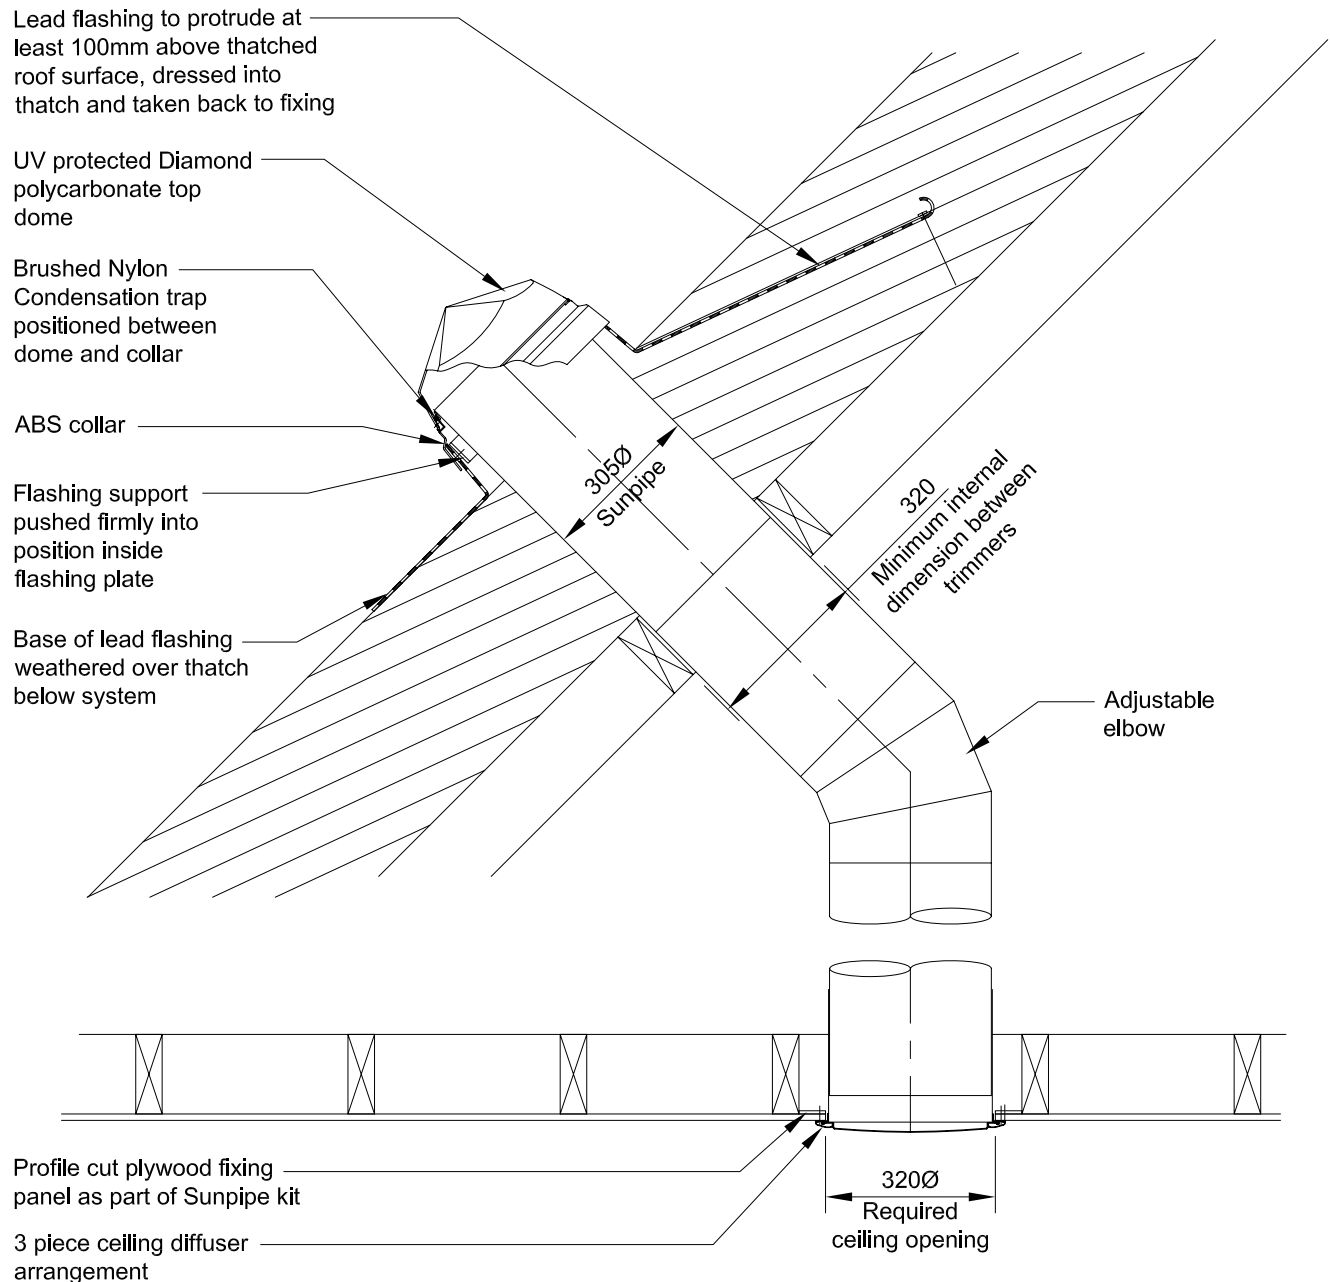 Lead flashing to protrude at
least 100mm above thatched
roof surface, dressed into
thatch and taken back to fixing
UV protected Diamond
polycarbonate top
dome
Brushed Nylon
Condensation trap
positioned between
dome and collar
ABS collar
Flashing support
pushed firmly into
position inside
flashing plate
Base of lead flashing
weathered over thatch
below system
305Ø
Sunpipe
320
Minimum internal
dimension between
trimmers
Adjustable
elbow
Profile cut plywood fixing
panel as part of Sunpipe kit
3 piece ceiling diffuser
arrangement
320Ø
Required
ceiling opening